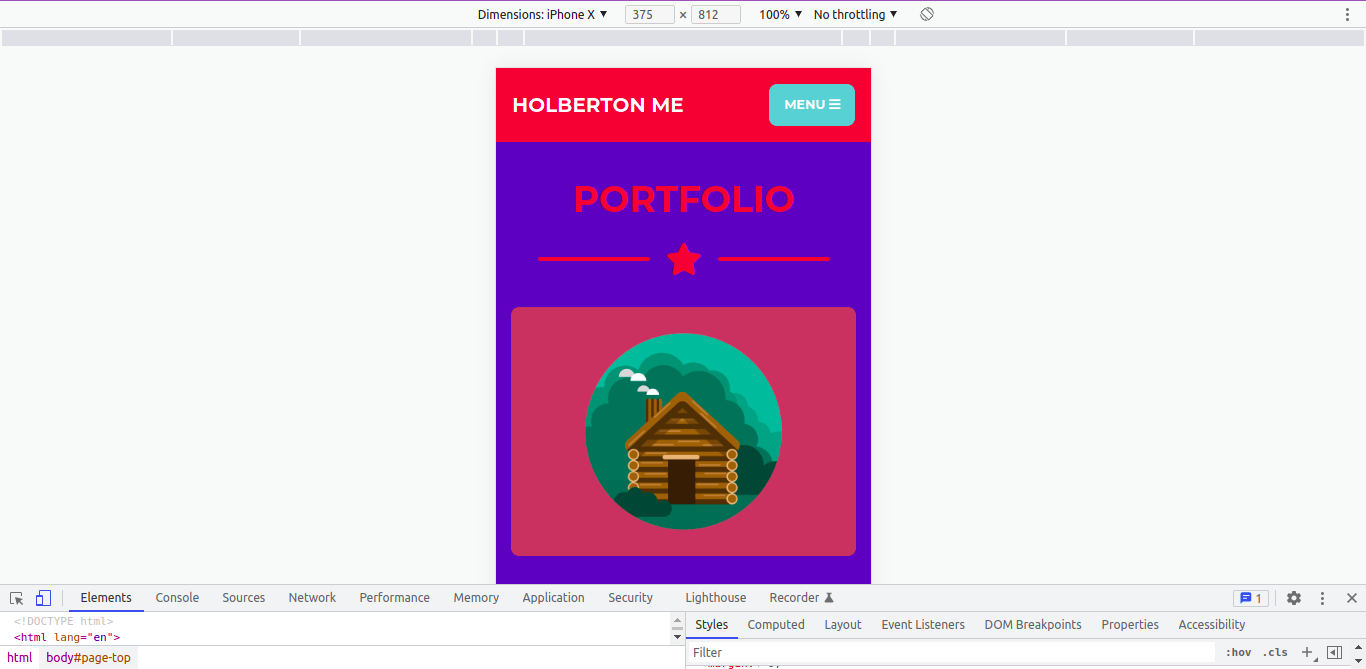 Dimensions: iPhone X ▼ 375 × 812 100% ▼ No throttling ▼
HOLBERTON ME
MENU ☰
PORTFOLIO
Elements Console Sources Network Performance Memory Application Security Lighthouse Recorder 1
<!DOCTYPE html>
<html lang="en">
html body#page-top
Styles Computed Layout Event Listeners DOM Breakpoints Properties Accessibility
Filter :hov .cls